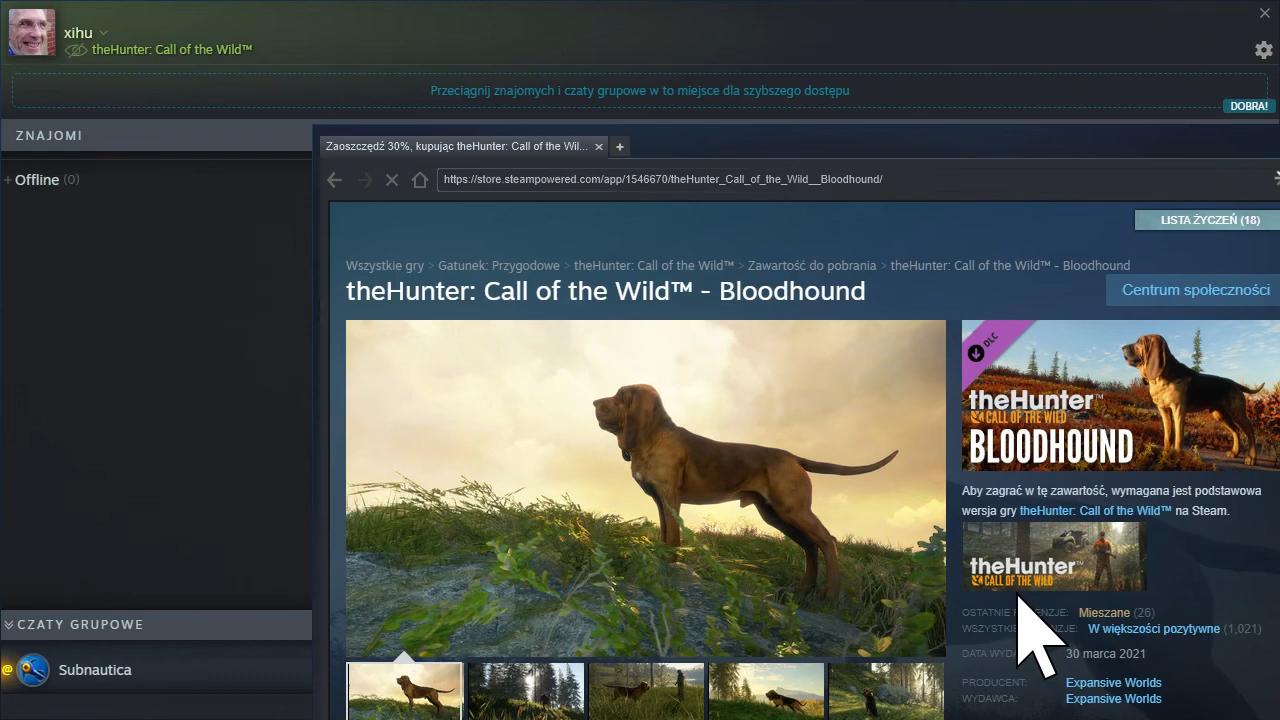 xihu
theHunter: Call of the Wild™
Przeciągnij znajomych i czaty grupowe w to miejsce dla szybszego dostępu
DOBRA!
ZNAJOMI
Offline (0)
CZATY GRUPOWE
@ Subnautica
Zaoszczędź 30%, kupując theHunter: Call of the Wil...
https://store.steampowered.com/app/1546670/theHunter_Call_of_the_Wild__Bloodhound/
LISTA ŻYCZEŃ (18)
Wszystkie gry > Gatunek: Przygodowe > theHunter: Call of the Wild™ > Zawartość do pobrania > theHunter: Call of the Wild™ - Bloodhound
theHunter: Call of the Wild™ - Bloodhound
Centrum społeczności
DLC
theHunter™
CALL OF THE WILD
BLOODHOUND
Aby zagrać w tę zawartość, wymagana jest podstawowa
wersja gry theHunter: Call of the Wild™ na Steam.
theHunter™
CALL OF THE WILD
OSTATNIE Mieszane (26)
WSZYSTKIE W większości pozytywne (1,021)
DATA 30 marca 2021
PRODUCENT: Expansive Worlds
WYDAWCA: Expansive Worlds